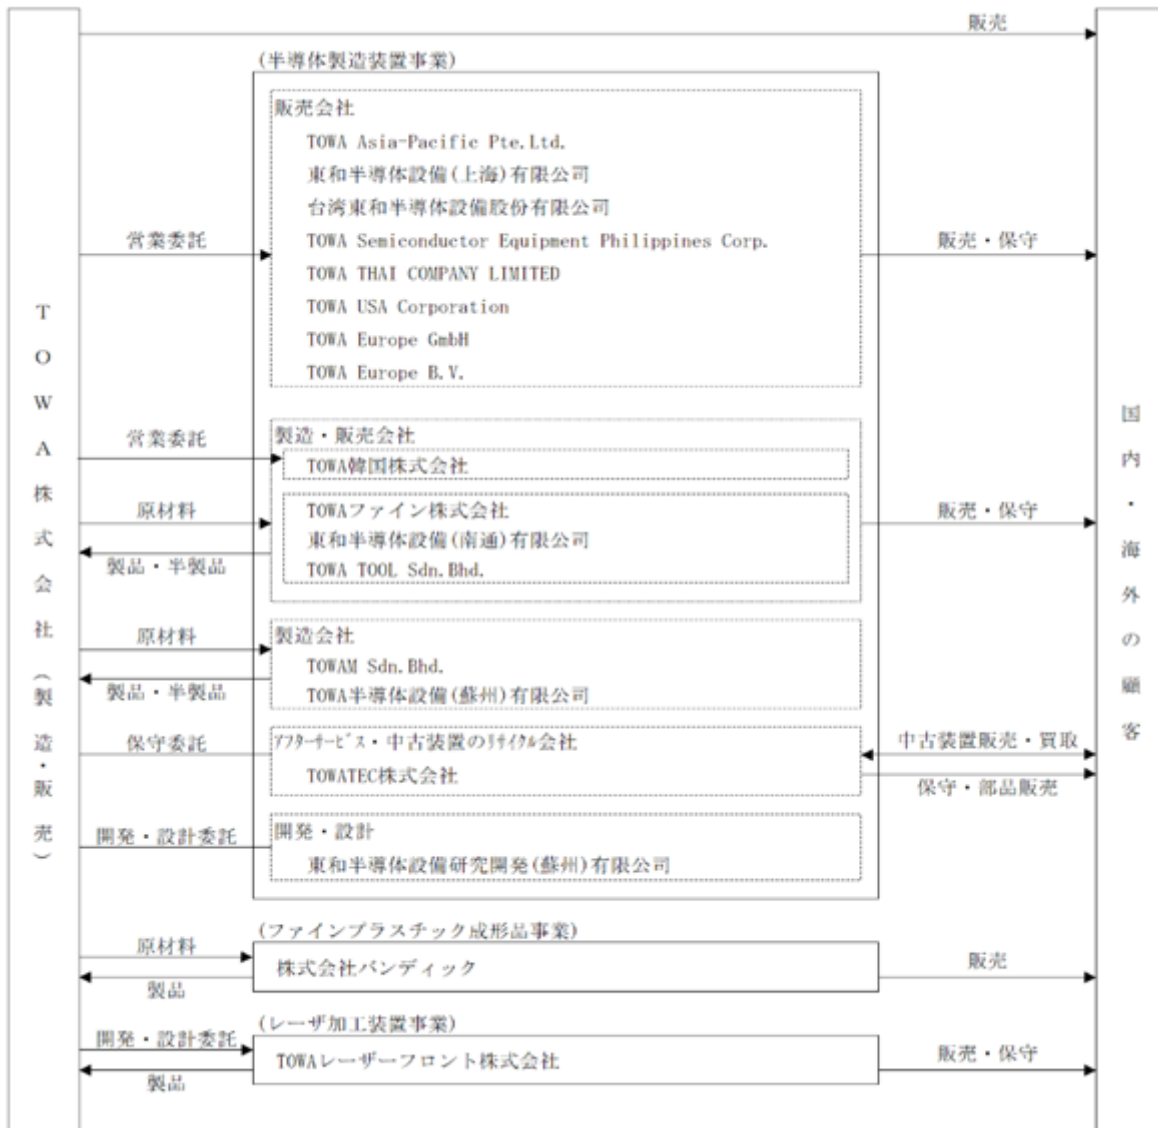 販売
(半導体製造装置事業)
販売会社
TOWA Asia-Pacific Pte.Ltd.
東和半導体設備(上海)有限公司
台湾東和半導体設備股份有限公司
営業委託
TOWA Semiconductor Equipment Philippines Corp.
販売・保守
TOWA THAI COMPANY LIMITED
TOWA USA Corporation
TOWA Europe GmbH
TOWA Europe B.V.
TOWA株式会社(製造・販売)
国内・海外の顧客
営業委託
製造・販売会社
TOWA韓国株式会社
原材料
TOWAファイン株式会社
販売・保守
東和半導体設備(南通)有限公司
製品・半製品
TOWA TOOL Sdn.Bhd.
原材料
製造会社
TOWAM Sdn.Bhd.
製品・半製品
TOWA半導体設備(蘇州)有限公司
保守委託
ｱﾌﾀｰｻｰﾋﾞｽ・中古装置のﾘｻｲｸﾙ会社
中古装置販売・買取
TOWATEC株式会社
保守・部品販売
開発・設計委託
開発・設計
東和半導体設備研究開発(蘇州)有限公司
(ファインプラスチック成形品事業)
原材料
株式会社バンディック
販売
製品
(レーザ加工装置事業)
開発・設計委託
TOWAレーザーフロント株式会社
販売・保守
製品